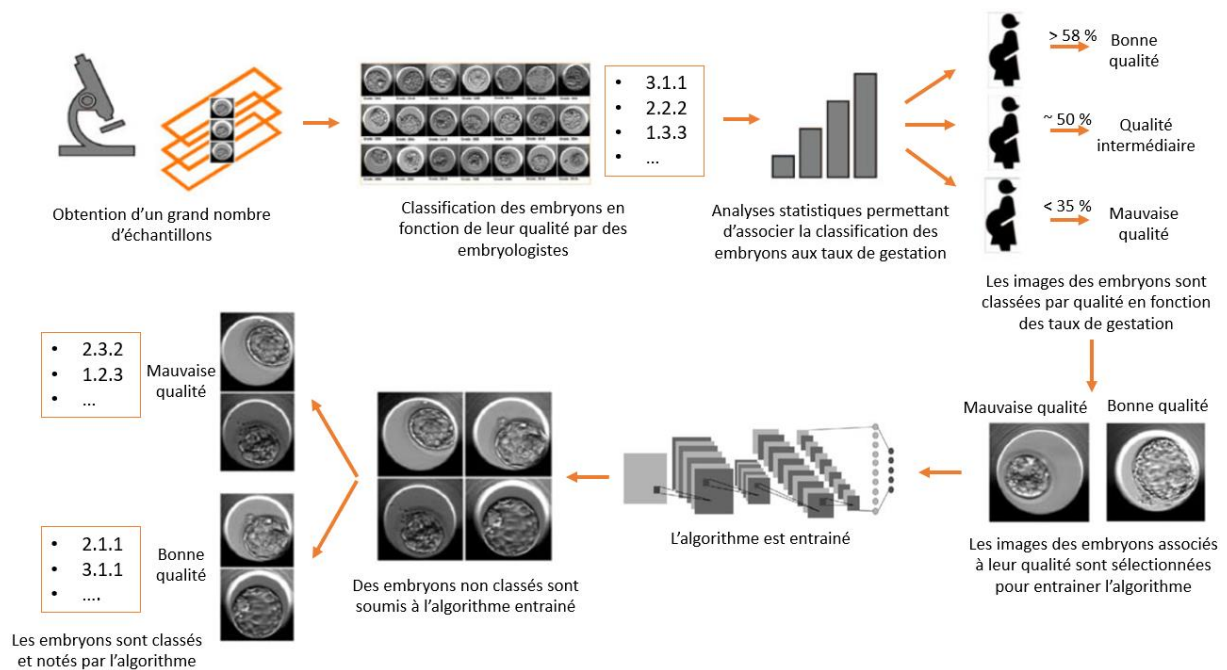 Obtention d'un grand nombre
d'échantillons
• 3.1.1
• 2.2.2
• 1.3.3
• ...
Classification des embryons en
fonction de leur qualité par des
embryologistes
Analyses statistiques permettant
d'associer la classification des
embryons aux taux de gestation
> 58 %
Bonne
qualité
~ 50 %
Qualité
intermédiaire
< 35 %
Mauvaise
qualité
Les images des embryons sont
classées par qualité en fonction
des taux de gestation
Mauvaise qualité
Bonne qualité
Les images des embryons associés
à leur qualité sont sélectionnées
pour entrainer l'algorithme
L'algorithme est entrainé
Des embryons non classés sont
soumis à l'algorithme entrainé
• 2.3.2
• 1.2.3
• ...
Mauvaise
qualité
• 2.1.1
• 3.1.1
• ....
Bonne
qualité
Les embryons sont classés
et notés par l'algorithme